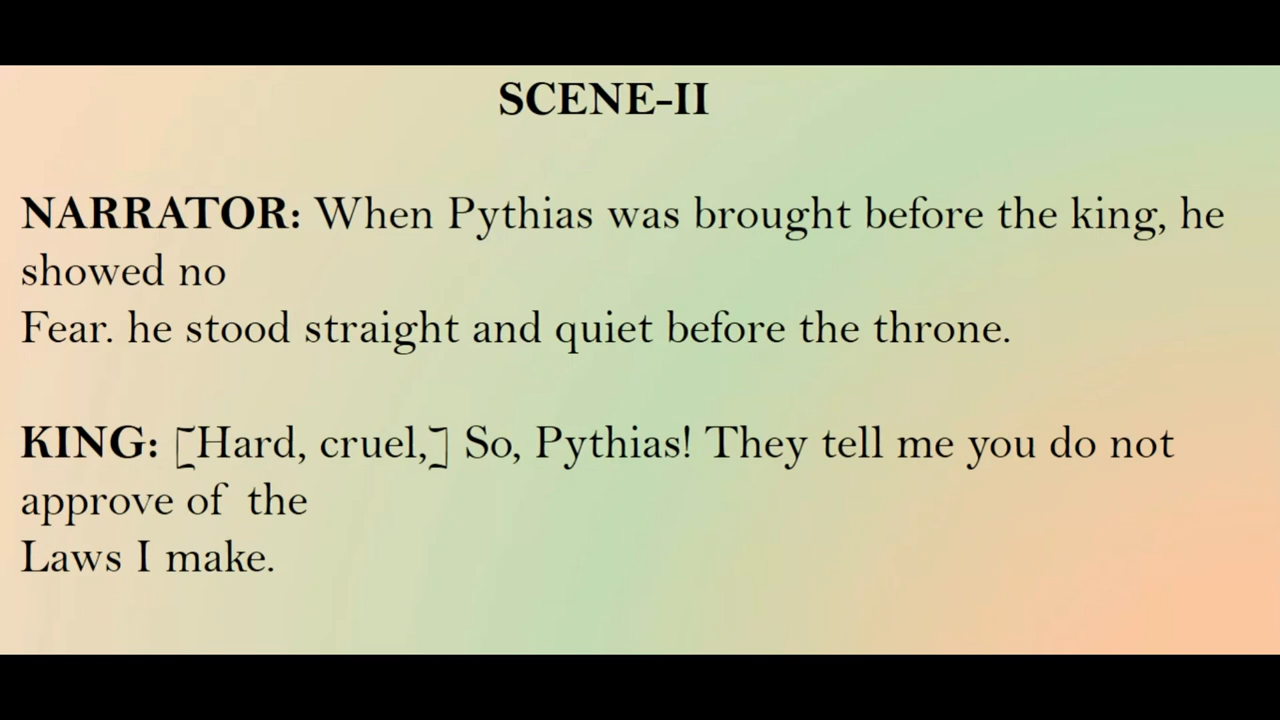 SCENE-II
NARRATOR: When Pythias was brought before the king, he
showed no
Fear. he stood straight and quiet before the throne.
KING: [Hard, cruel,] So, Pythias! They tell me you do not
approve of  the
Laws I make.